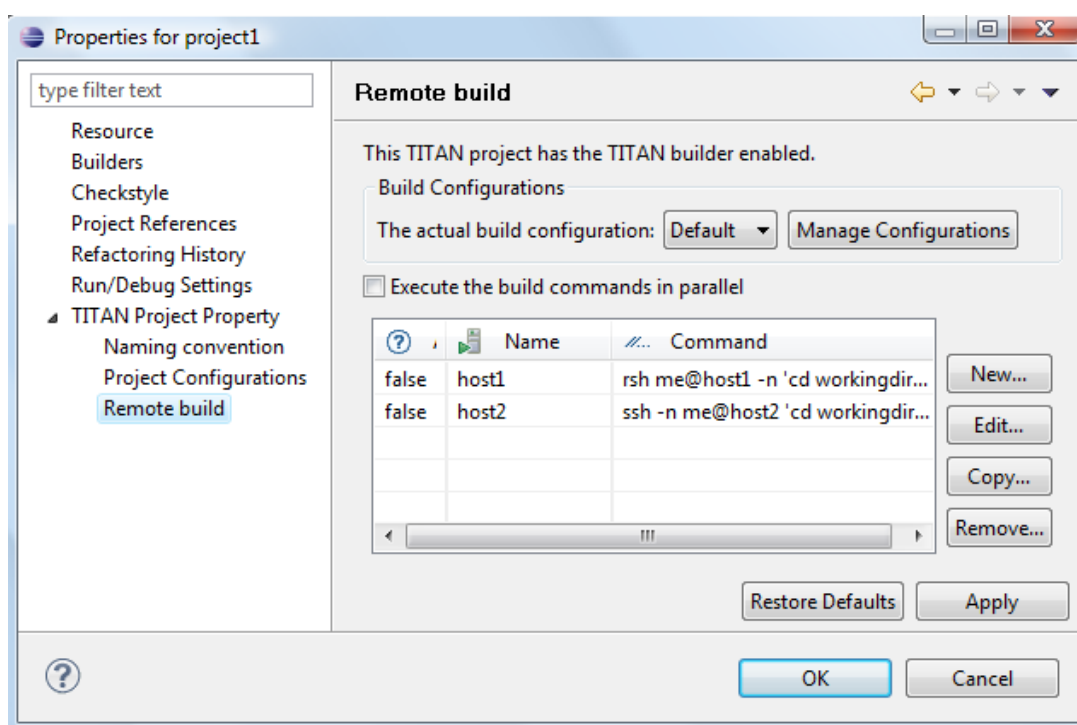 Properties for project1
type filter text
Resource
Builders
Checkstyle
Project References
Refactoring History
Run/Debug Settings
TITAN Project Property
Naming convention
Project Configurations
Remote build
Remote build
This TITAN project has the TITAN builder enabled.
Build Configurations
The actual build configuration: Default Manage Configurations
Execute the build commands in parallel
Name Command
false host1 rsh me@host1 -n 'cd workingdir...
false host2 ssh -n me@host2 'cd workingdir...
New...
Edit...
Copy...
Remove...
Restore Defaults Apply
OK Cancel